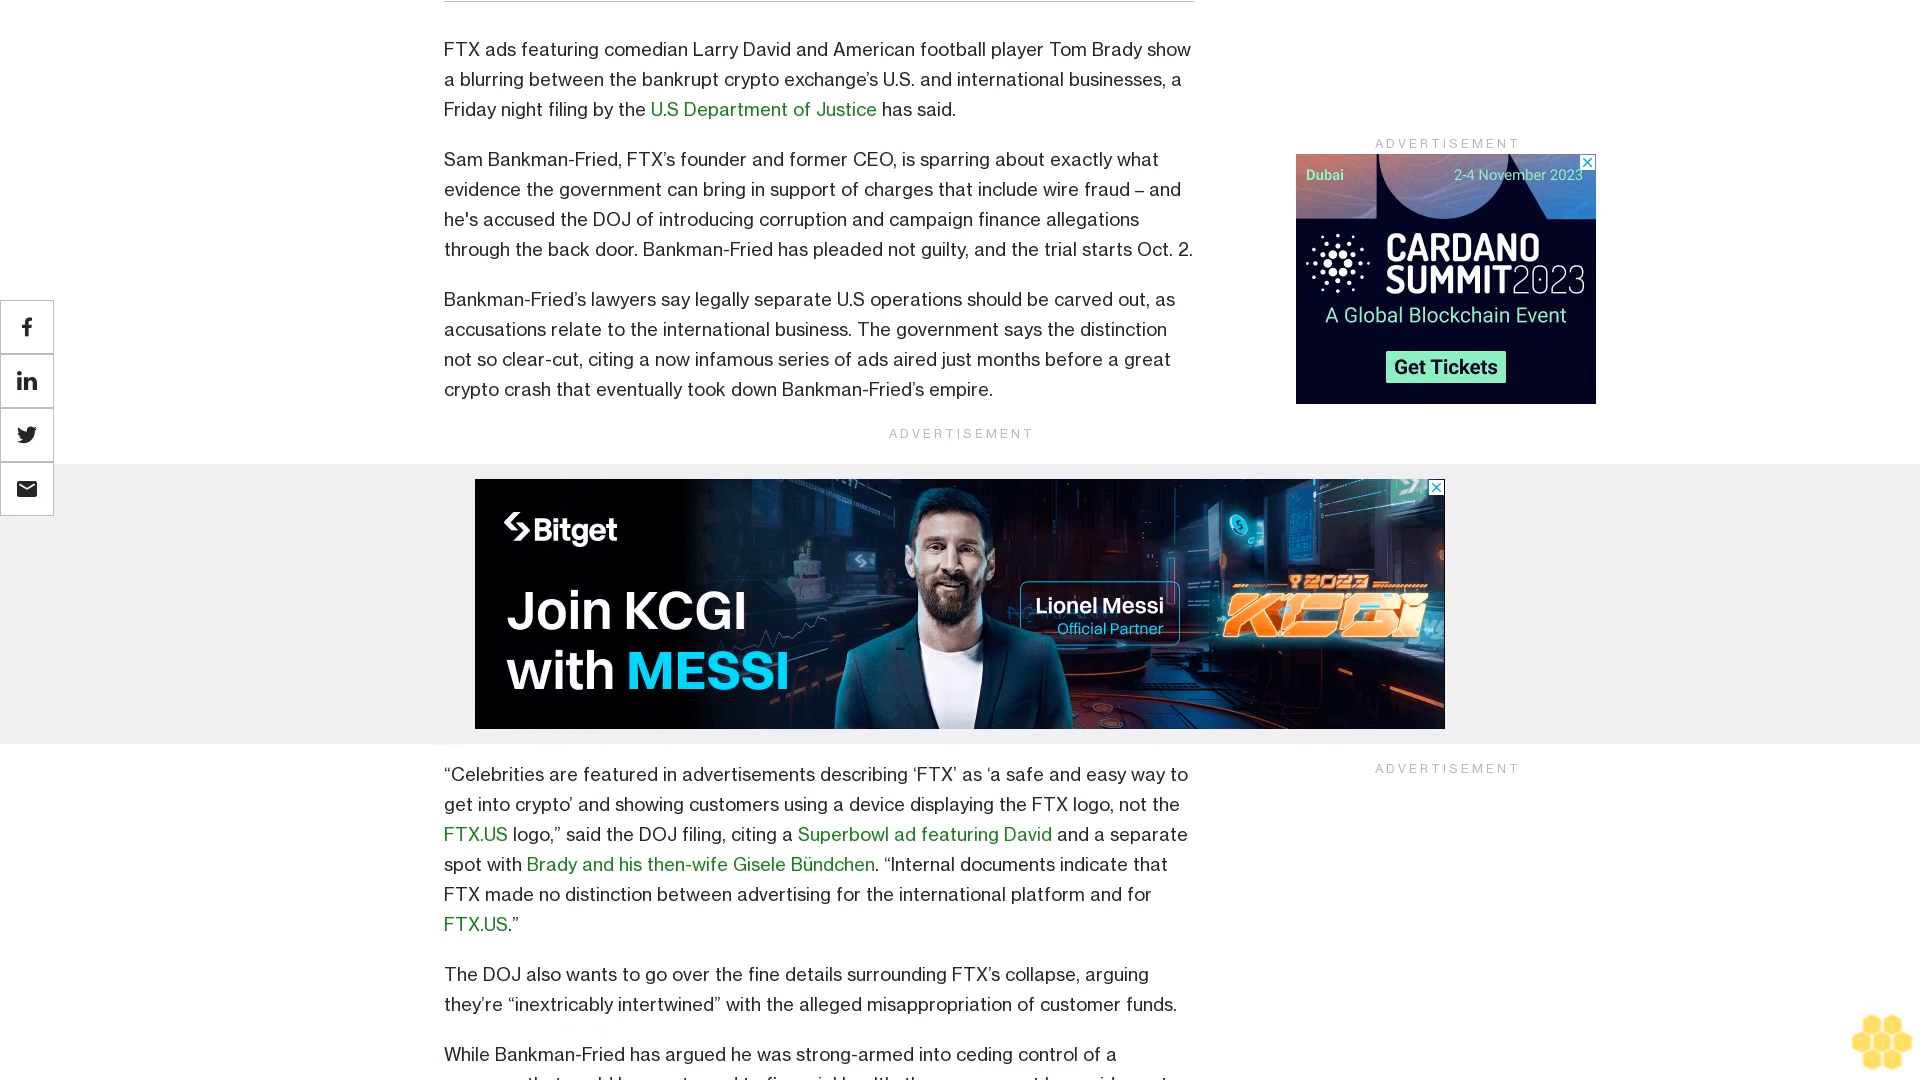 FTX ads featuring comedian Larry David and American football player Tom Brady show
a blurring between the bankrupt crypto exchange’s U.S. and international businesses, a
Friday night filing by the U.S Department of Justice has said.
Sam Bankman-Fried, FTX’s founder and former CEO, is sparring about exactly what
evidence the government can bring in support of charges that include wire fraud – and
he's accused the DOJ of introducing corruption and campaign finance allegations
through the back door. Bankman-Fried has pleaded not guilty, and the trial starts Oct. 2.
Bankman-Fried’s lawyers say legally separate U.S operations should be carved out, as
accusations relate to the international business. The government says the distinction
not so clear-cut, citing a now infamous series of ads aired just months before a great
crypto crash that eventually took down Bankman-Fried’s empire.
ADVERTISEMENT
Dubai
2-4 November 2023
CARDANO
SUMMIT2023
A Global Blockchain Event
Get Tickets
ADVERTISEMENT
Bitget
Join KCGI
with MESSI
Lionel Messi
Official Partner
2023
KCGI
“Celebrities are featured in advertisements describing ‘FTX’ as ‘a safe and easy way to
get into crypto’ and showing customers using a device displaying the FTX logo, not the
FTX.US logo,” said the DOJ filing, citing a Superbowl ad featuring David and a separate
spot with Brady and his then-wife Gisele Bündchen. “Internal documents indicate that
FTX made no distinction between advertising for the international platform and for
FTX.US.”
ADVERTISEMENT
The DOJ also wants to go over the fine details surrounding FTX’s collapse, arguing
they’re “inextricably intertwined” with the alleged misappropriation of customer funds.
While Bankman-Fried has argued he was strong-armed into ceding control of a